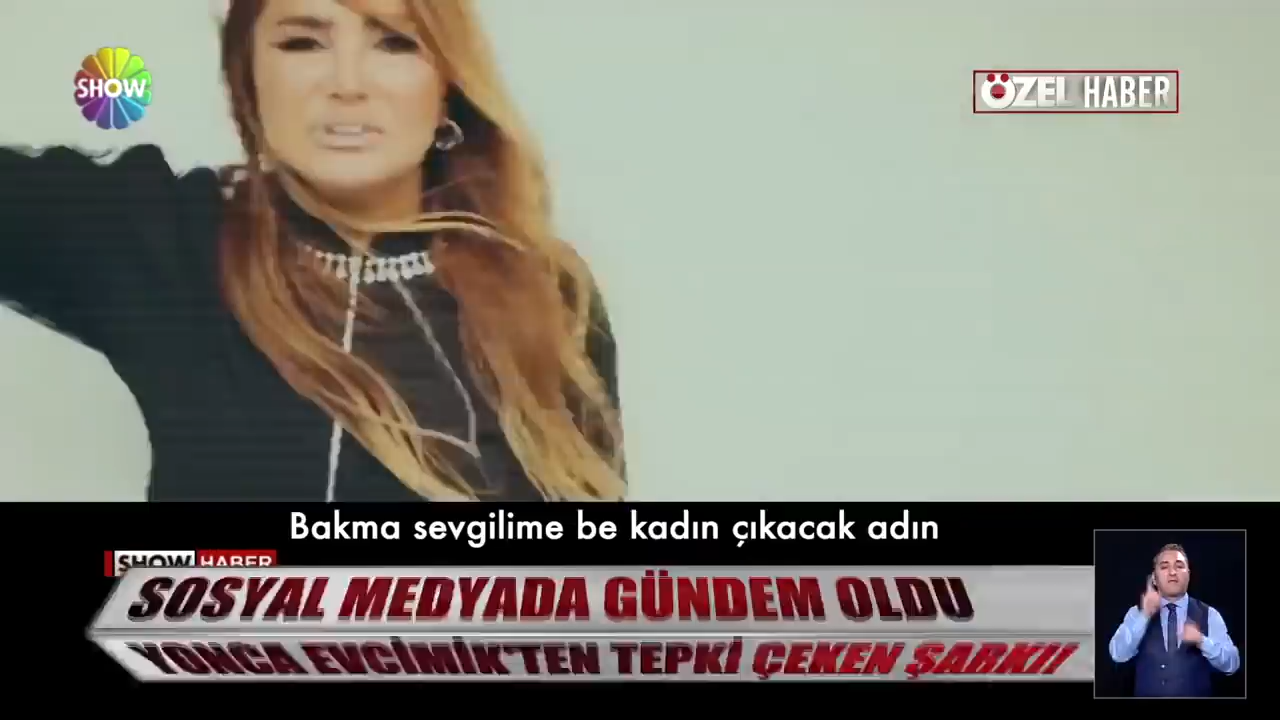 SHOW
ÖZEL HABER
Bakma sevgilime be kadın çıkacak adın
SHOW HABER
SOSYAL MEDYADA GÜNDEM OLDU
YONCA EVCİMİK'TEN TEPKİ ÇEKEN ŞARKI!